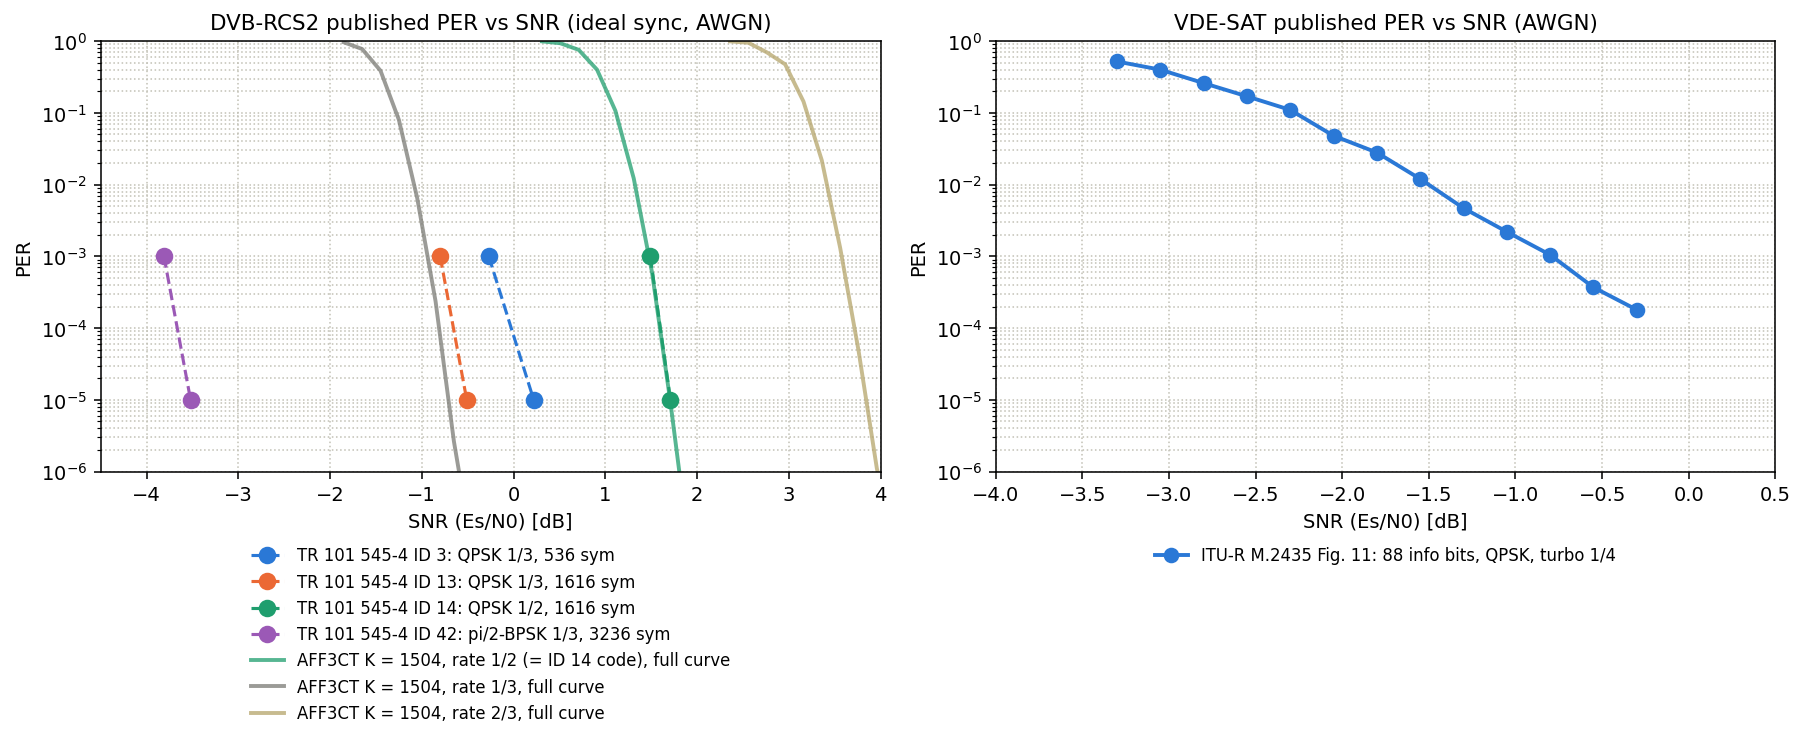 DVB-RCS2 published PER vs SNR (ideal sync, AWGN)
PER
10^0
10^-1
10^-2
10^-3
10^-4
10^-5
10^-6
−4 −3 −2 −1 0 1 2 3 4
SNR (Es/N0) [dB]
TR 101 545-4 ID 3: QPSK 1/3, 536 sym
TR 101 545-4 ID 13: QPSK 1/3, 1616 sym
TR 101 545-4 ID 14: QPSK 1/2, 1616 sym
TR 101 545-4 ID 42: pi/2-BPSK 1/3, 3236 sym
AFF3CT K = 1504, rate 1/2 (= ID 14 code), full curve
AFF3CT K = 1504, rate 1/3, full curve
AFF3CT K = 1504, rate 2/3, full curve
VDE-SAT published PER vs SNR (AWGN)
PER
10^0
10^-1
10^-2
10^-3
10^-4
10^-5
10^-6
−4.0 −3.5 −3.0 −2.5 −2.0 −1.5 −1.0 −0.5 0.0 0.5
SNR (Es/N0) [dB]
ITU-R M.2435 Fig. 11: 88 info bits, QPSK, turbo 1/4